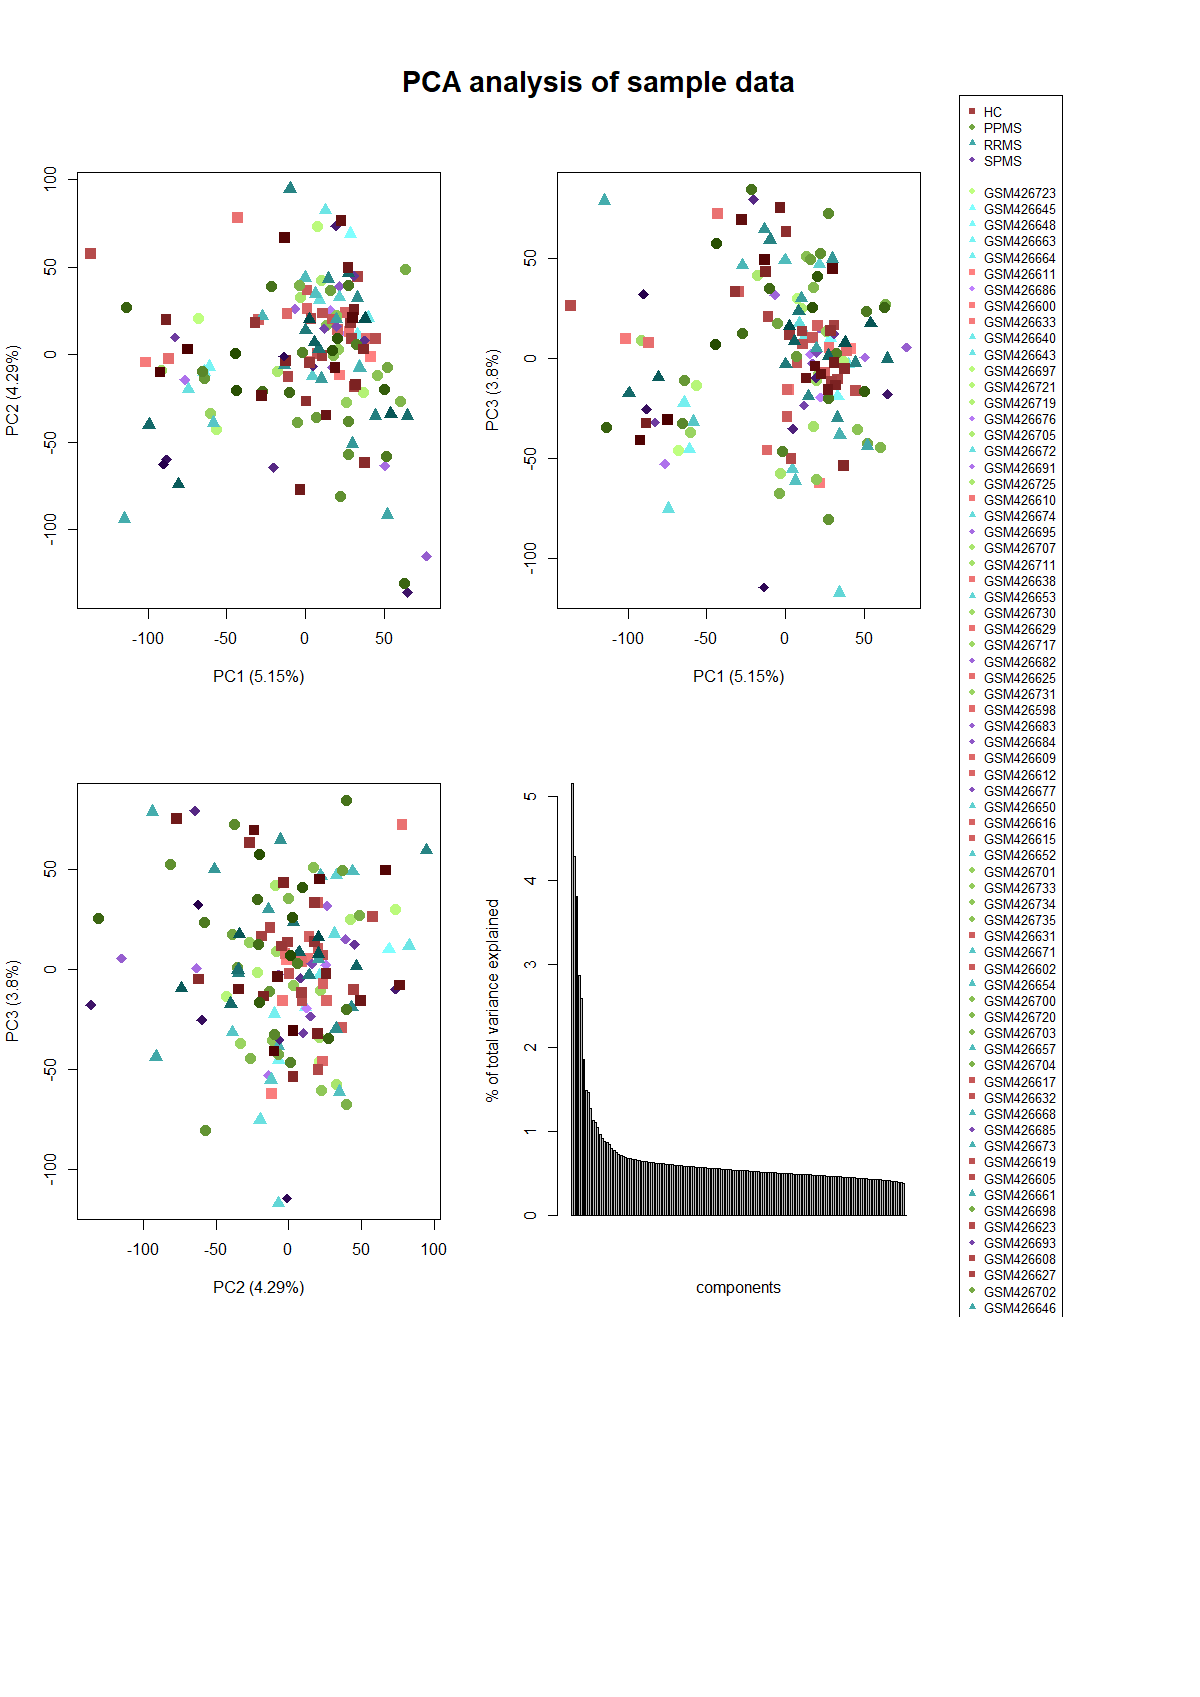 PCA analysis of sample data
100
50
0
-50
-100
PC2 (4.29%)
-100
-50
0
50
PC1 (5.15%)
50
0
-50
-100
PC3 (3.8%)
-100
-50
0
50
PC1 (5.15%)
50
0
-50
-100
PC3 (3.8%)
-100
-50
0
50
100
PC2 (4.29%)
5
4
3
2
1
0
% of total variance explained
components
HC
PPMS
RRMS
SPMS
GSM426723
GSM426645
GSM426648
GSM426663
GSM426664
GSM426611
GSM426686
GSM426600
GSM426633
GSM426640
GSM426643
GSM426697
GSM426721
GSM426719
GSM426676
GSM426705
GSM426672
GSM426691
GSM426725
GSM426610
GSM426674
GSM426695
GSM426707
GSM426711
GSM426638
GSM426653
GSM426730
GSM426629
GSM426717
GSM426682
GSM426625
GSM426731
GSM426598
GSM426683
GSM426684
GSM426609
GSM426612
GSM426677
GSM426650
GSM426616
GSM426615
GSM426652
GSM426701
GSM426733
GSM426734
GSM426735
GSM426631
GSM426671
GSM426602
GSM426654
GSM426700
GSM426720
GSM426703
GSM426657
GSM426704
GSM426617
GSM426632
GSM426668
GSM426685
GSM426673
GSM426619
GSM426605
GSM426661
GSM426698
GSM426623
GSM426693
GSM426608
GSM426627
GSM426702
GSM426646